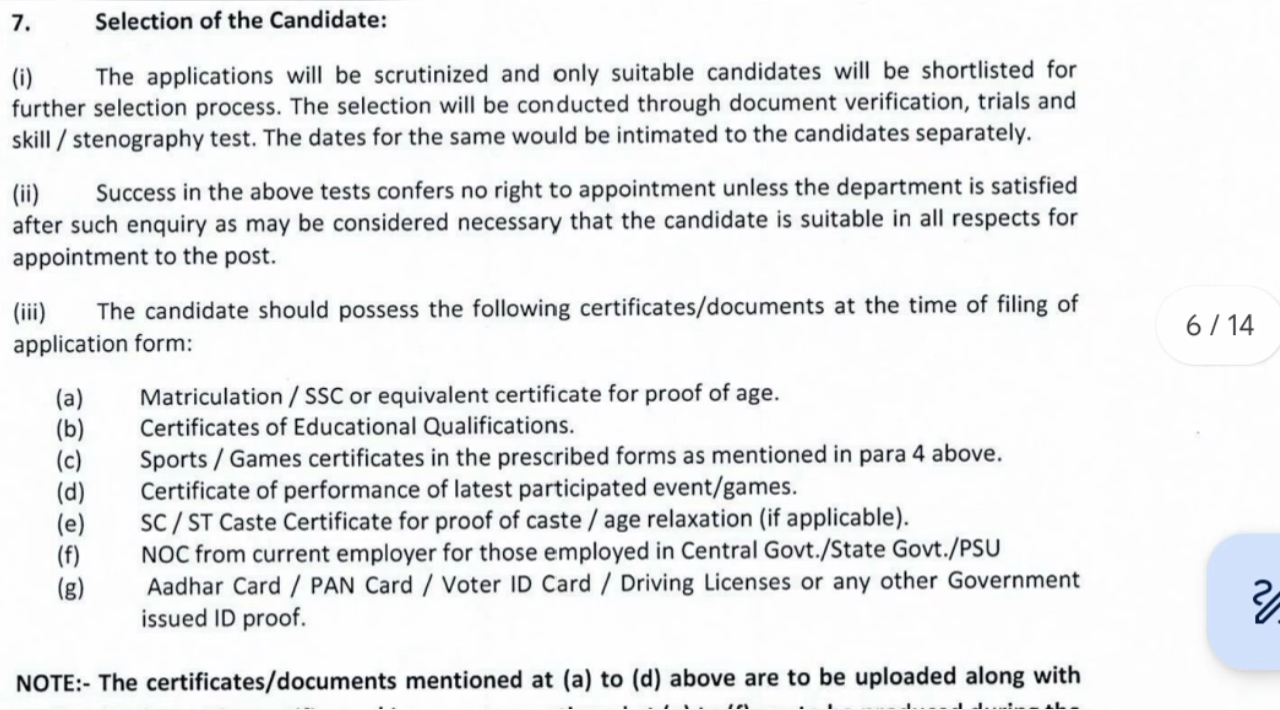 7. Selection of the Candidate:
(i) The applications will be scrutinized and only suitable candidates will be shortlisted for
further selection process. The selection will be conducted through document verification, trials and
skill / stenography test. The dates for the same would be intimated to the candidates separately.
(ii) Success in the above tests confers no right to appointment unless the department is satisfied
after such enquiry as may be considered necessary that the candidate is suitable in all respects for
appointment to the post.
(iii) The candidate should possess the following certificates/documents at the time of filing of
application form:
6 / 14
(a) Matriculation / SSC or equivalent certificate for proof of age.
(b) Certificates of Educational Qualifications.
(c) Sports / Games certificates in the prescribed forms as mentioned in para 4 above.
(d) Certificate of performance of latest participated event/games.
(e) SC / ST Caste Certificate for proof of caste / age relaxation (if applicable).
(f) NOC from current employer for those employed in Central Govt./State Govt./PSU
(g) Aadhar Card / PAN Card / Voter ID Card / Driving Licenses or any other Government
issued ID proof.
NOTE:- The certificates/documents mentioned at (a) to (d) above are to be uploaded along with